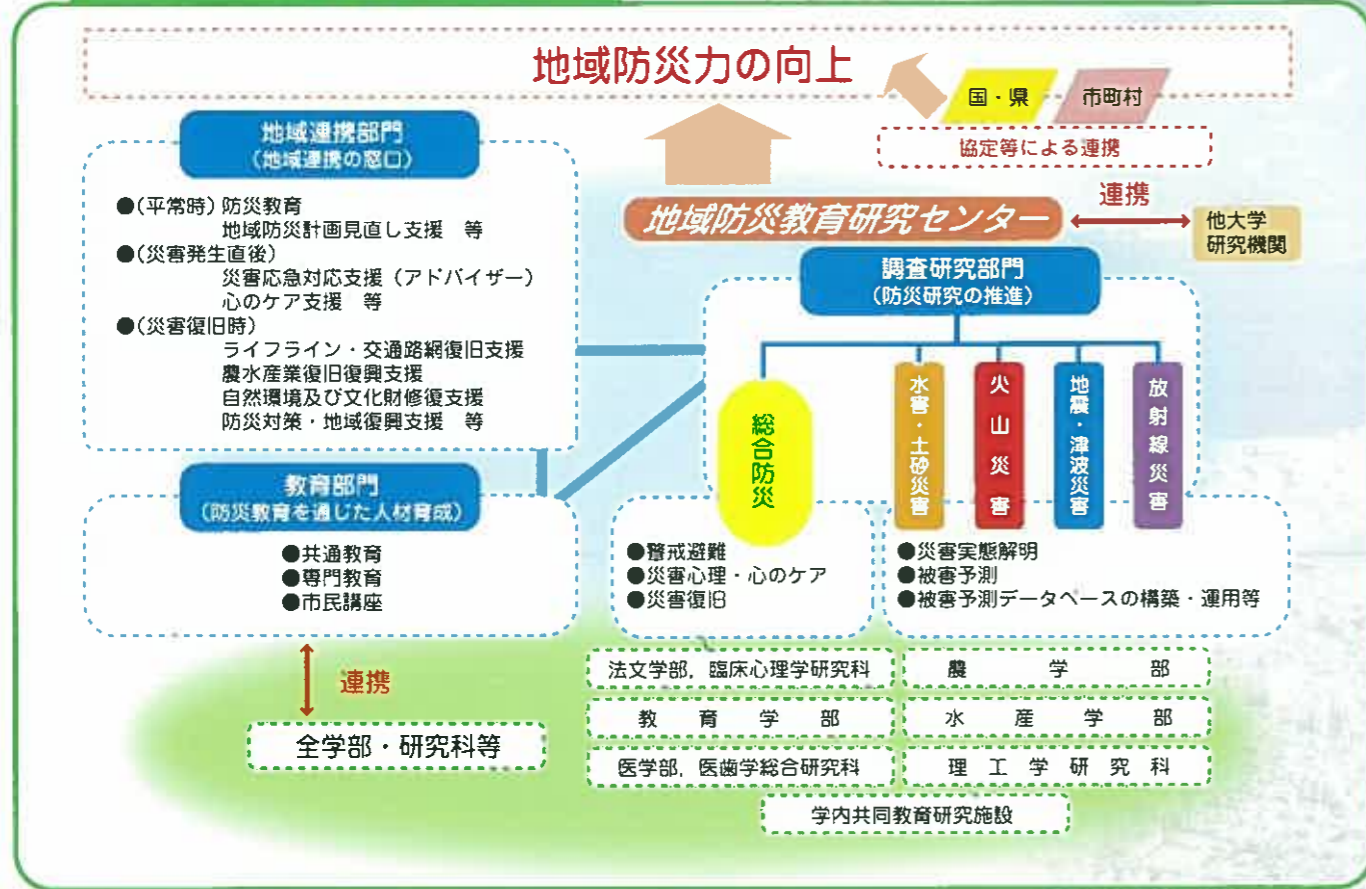 地域防災力の向上
国・県
市町村
協定等による連携
地域連携部門
(地域連携の窓口)
●(平常時) 防災教育
地域防災計画見直し支援 等
●(災害発生直後)
災害応急対応支援(アドバイザー)
心のケア支援 等
●(災害復旧時)
ライフライン・交通路網復旧支援
農水産業復旧復興支援
自然環境及び文化財修復支援
防災対策・地域復興支援 等
地域防災教育研究センター
連携
他大学
研究機関
調査研究部門
(防災研究の推進)
総合防災
水害・土砂災害
火山災害
地震・津波災害
放射線災害
教育部門
(防災教育を通じた人材育成)
●共通教育
●専門教育
●市民講座
●警戒避難
●災害心理・心のケア
●災害復旧
●災害実態解明
●被害予測
●被害予測データベースの構築・運用等
連携
全学部・研究科等
法文学部,臨床心理学研究科
農学部
教育学部
水産学部
医学部,医歯学総合研究科
理工学研究科
学内共同教育研究施設